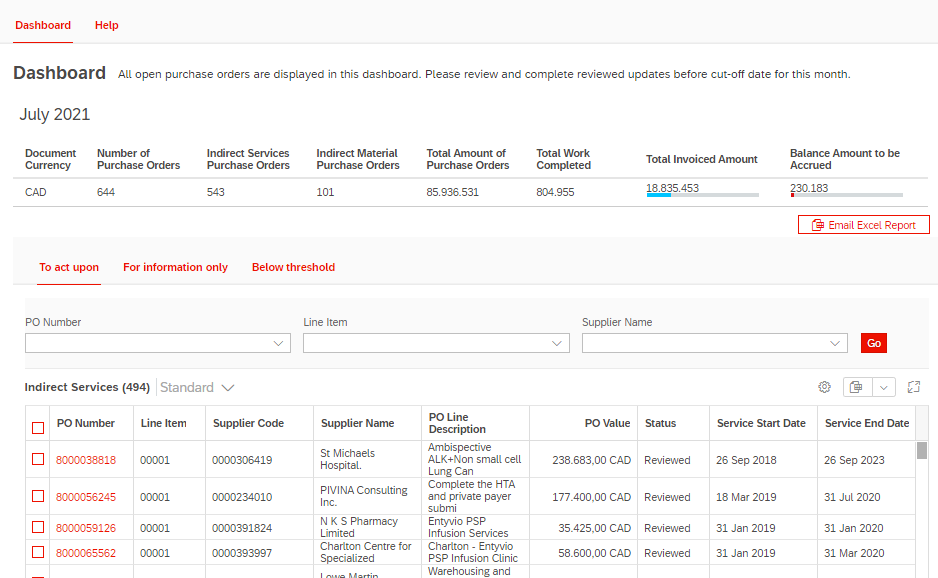 Dashboard Help
Dashboard All open purchase orders are displayed in this dashboard. Please review and complete reviewed updates before cut-off date for this month.
July 2021
Document Currency Number of Purchase Orders Indirect Services Purchase Orders Indirect Material Purchase Orders Total Amount of Purchase Orders Total Work Completed Total Invoiced Amount Balance Amount to be Accrued
CAD 644 543 101 85.936.531 804.955 18.835.453 230.183
Email Excel Report
To act upon For information only Below threshold
PO Number Line Item Supplier Name
Go
Indirect Services (494) Standard
PO Number Line Item Supplier Code Supplier Name PO Line Description PO Value Status Service Start Date Service End Date
8000038818 00001 0000306419 St Michaels Hospital. Ambispective ALK+Non small cell Lung Can 238.683,00 CAD Reviewed 26 Sep 2018 26 Sep 2023
8000056245 00001 0000234010 PIVINA Consulting Inc. Complete the HTA and private payer submi 177.400,00 CAD Reviewed 18 Mar 2019 31 Jul 2020
8000059126 00001 0000391824 N K S Pharmacy Limited Entyvio PSP Infusion Services 35.425,00 CAD Reviewed 31 Jan 2019 31 Jan 2020
8000065562 00001 0000393997 Charlton Centre for Specialized Charlton - Entyvio PSP Infusion Clinic 58.600,00 CAD Reviewed 31 Jan 2019 31 Mar 2020
Lowe Martin Warehousing and